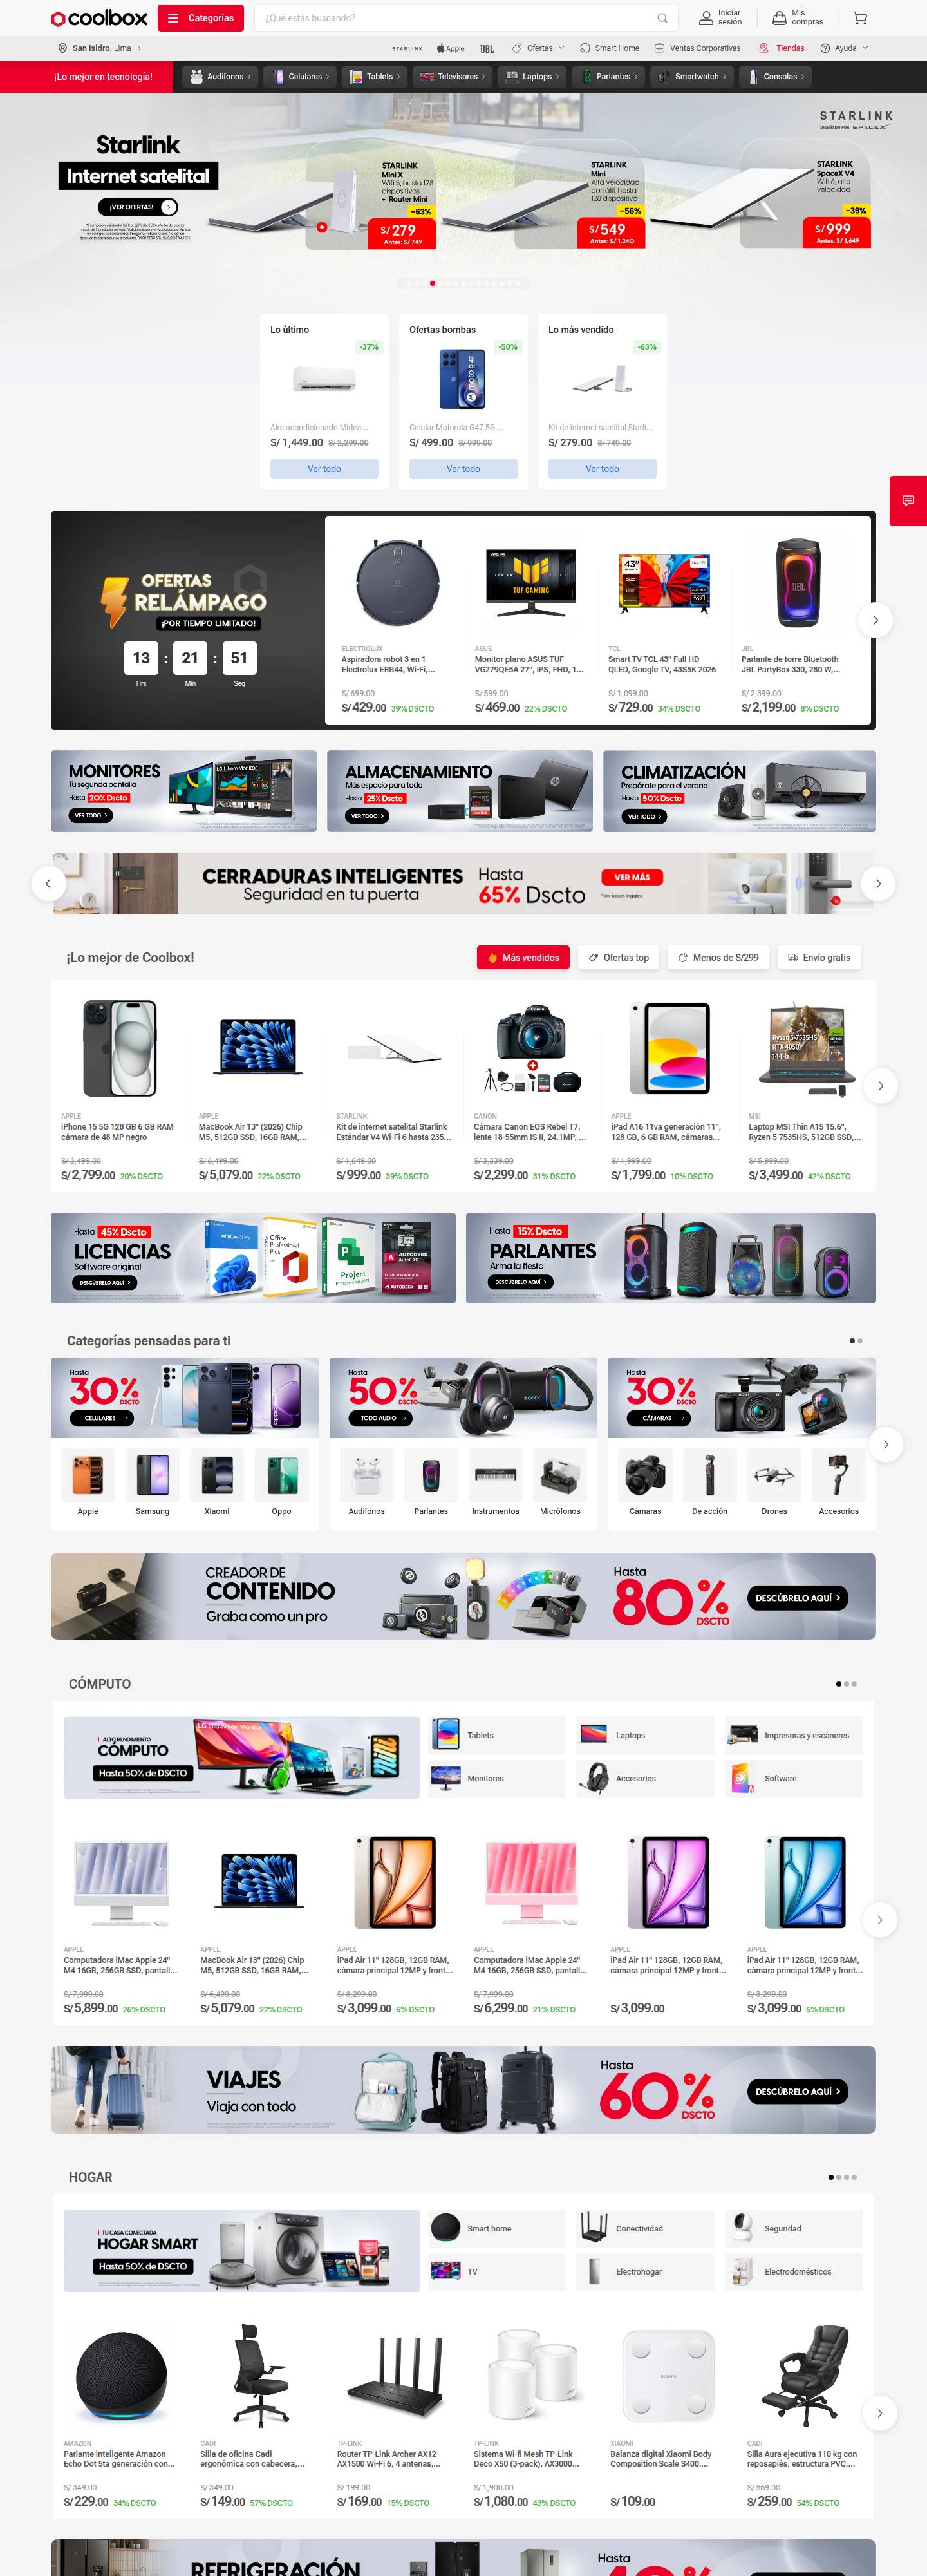 coolbox
Categorias
¿Qué estás buscando?
Iniciar sesión
Mis compras
San Isidro, Lima
STARLINK
Apple
JBL
Ofertas
Smart Home
Ventas Corporativas
Tiendas
Ayuda
¡Lo mejor en tecnología!
Audífonos
Celulares
Tablets
Televisores
Laptops
Parlantes
Smartwatch
Consolas
Starlink
Internet satelital
¡VER OFERTAS!
STARLINK
DISEÑADO POR SPACEX
STARLINK
Mini X
Wifi 5, hasta 128
dispositivos
+ Router Mini
-63%
S/ 279
Antes: S/ 749
STARLINK
Mini
Alta velocidad
portátil, hasta
128 dispositivo
-56%
S/ 549
Antes: S/ 1,240
STARLINK
SpaceX V4
Wifi 6, alta
velocidad
-39%
S/ 999
Antes: S/ 1,649
Lo último
-37%
Aire acondicionado Midea...
S/ 1,449.00 S/ 2,299.00
Ver todo
Ofertas bombas
-50%
moto g47
Celular Motorola G47 5G,...
S/ 499.00 S/ 999.00
Ver todo
Lo más vendido
-63%
Kit de internet satelital Starli...
S/ 279.00 S/ 749.00
Ver todo
OFERTAS
RELÁMPAGO
¡POR TIEMPO LIMITADO!
13 : 21 : 51
Hrs Min Seg
ELECTROLUX
Aspiradora robot 3 en 1
Electrolux ERB44, Wi-Fi,...
S/ 699.00
S/ 429.00 39% DSCTO
ASUS
TUF GAMING
ASUS
Monitor plano ASUS TUF
VG279QE5A 27", IPS, FHD, 1...
S/ 599.00
S/ 469.00 22% DSCTO
43"
TCL
Smart TV TCL 43" Full HD
QLED, Google TV, 43S5K 2026
S/ 1,099.00
S/ 729.00 34% DSCTO
JBL
JBL
Parlante de torre Bluetooth
JBL PartyBox 330, 280 W,...
S/ 2,399.00
S/ 2,199.00 8% DSCTO
MONITORES
Tu segunda pantalla
Hasta 20% Dscto
VER TODO
ALMACENAMIENTO
Más espacio para todo
Hasta 25% Dscto
VER TODO
CLIMATIZACIÓN
Prepárate para el verano
Hasta 50% Dscto
VER TODO
CERRADURAS INTELIGENTES
Seguridad en tu puerta
Hasta
65% Dscto
VER MÁS
*Ver bases legales
¡Lo mejor de Coolbox!
Más vendidos
Ofertas top
Menos de S/299
Envío gratis
APPLE
iPhone 15 5G 128 GB 6 GB RAM
cámara de 48 MP negro
S/ 3,499.00
S/ 2,799.00 20% DSCTO
APPLE
MacBook Air 13" (2026) Chip
M5, 512GB SSD, 16GB RAM,...
S/ 6,499.00
S/ 5,079.00 22% DSCTO
STARLINK
Kit de internet satelital Starlink
Estándar V4 Wi-Fi 6 hasta 235...
S/ 1,649.00
S/ 999.00 39% DSCTO
CANON
Cámara Canon EOS Rebel T7,
lente 18-55mm IS II, 24.1MP, ...
S/ 3,339.00
S/ 2,299.00 31% DSCTO
APPLE
iPad A16 11va generación 11",
128 GB, 6 GB RAM, cámaras...
S/ 1,999.00
S/ 1,799.00 10% DSCTO
Ryzen 5-7535HS
RTX 4050
144Hz
MSI
Laptop MSI Thin A15 15.6",
Ryzen 5 7535HS, 512GB SSD,...
S/ 5,999.00
S/ 3,499.00 42% DSCTO
Hasta 45% Dscto
LICENCIAS
Software original
DESCÚBRELO AQUÍ
Windows 11 Pro
Office
Professional
Plus
Project
Professional 2021
AUTODESK
Hasta 15% Dscto
PARLANTES
Arma la fiesta
DESCÚBRELO AQUÍ
Categorías pensadas para ti
Hasta
30% DSCTO
CELULARES
Apple
Samsung
Xiaomi
Oppo
Hasta
50% DSCTO
TODO AUDIO
SONY
Audífonos
Parlantes
Instrumentos
Micrófonos
Hasta
30% DSCTO
CÁMARAS
Cámaras
De acción
Drones
Accesorios
CREADOR DE
CONTENIDO
Graba como un pro
Hasta
80% DSCTO
DESCÚBRELO AQUÍ
CÓMPUTO
ALTO RENDIMIENTO
CÓMPUTO
Hasta 50% de DSCTO
Tablets
Laptops
Impresoras y escáneres
Monitores
Accesorios
Software
APPLE
Computadora iMac Apple 24"
M4 16GB, 256GB SSD, pantall...
S/ 7,999.00
S/ 5,899.00 26% DSCTO
APPLE
MacBook Air 13" (2026) Chip
M5, 512GB SSD, 16GB RAM,...
S/ 6,499.00
S/ 5,079.00 22% DSCTO
APPLE
iPad Air 11" 128GB, 12GB RAM,
cámara principal 12MP y front...
S/ 3,299.00
S/ 3,099.00 6% DSCTO
APPLE
Computadora iMac Apple 24"
M4 16GB, 256GB SSD, pantall...
S/ 7,999.00
S/ 6,299.00 21% DSCTO
APPLE
iPad Air 11" 128GB, 12GB RAM,
cámara principal 12MP y front...
S/ 3,099.00
APPLE
iPad Air 11" 128GB, 12GB RAM,
cámara principal 12MP y front...
S/ 3,299.00
S/ 3,099.00 6% DSCTO
VIAJES
Viaja con todo
Hasta
60% DSCTO
DESCÚBRELO AQUÍ
HOGAR
TU CASA CONECTADA
HOGAR SMART
Hasta 50% de DSCTO
Smart home
Conectividad
Seguridad
TV
Electrohogar
Electrodomésticos
AMAZON
Parlante inteligente Amazon
Echo Dot 5ta generación con...
S/ 349.00
S/ 229.00 34% DSCTO
CADI
Silla de oficina Cadi
ergonómica con cabecera,...
S/ 349.00
S/ 149.00 57% DSCTO
TP-LINK
Router TP-Link Archer AX12
AX1500 Wi-Fi 6, 4 antenas,...
S/ 199.00
S/ 169.00 15% DSCTO
TP-LINK
Sistema Wi-fi Mesh TP-Link
Deco X50 (3-pack), AX3000...
S/ 1,900.00
S/ 1,080.00 43% DSCTO
XIAOMI
Balanza digital Xiaomi Body
Composition Scale S400,...
S/ 109.00
CADI
Silla Aura ejecutiva 110 kg con
reposapiés, estructura PVC,...
S/ 569.00
S/ 259.00 54% DSCTO
REFRIGERACIÓN
Hasta